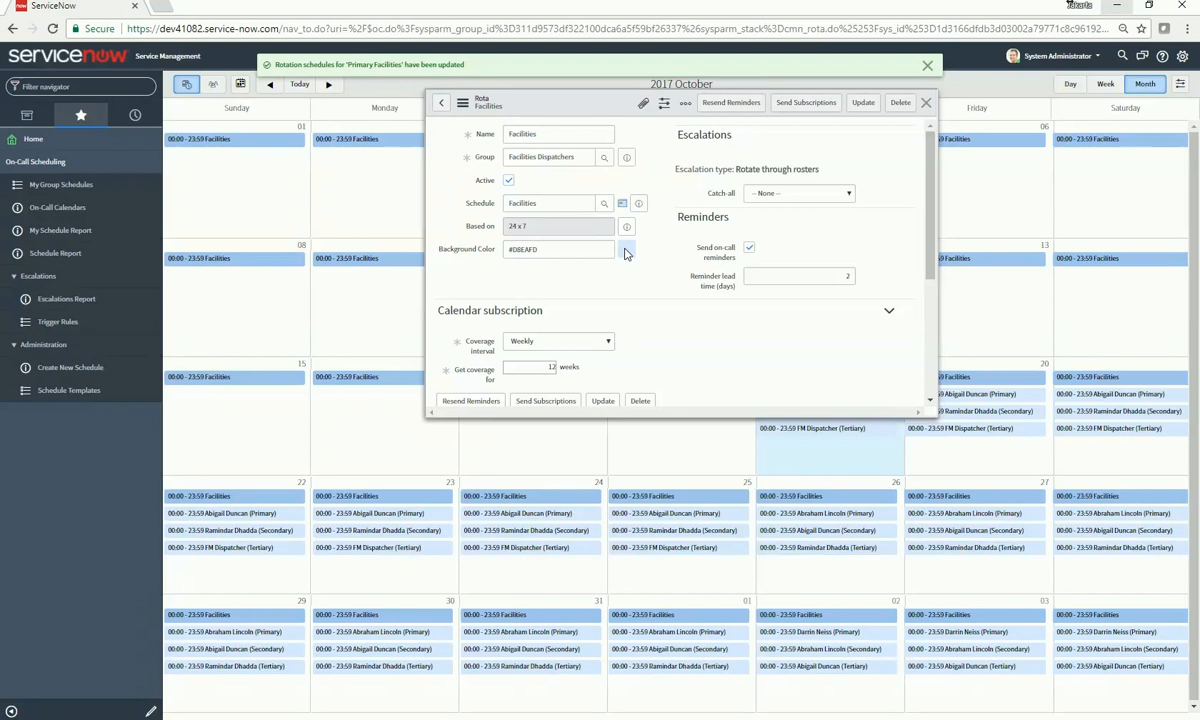 ServiceNow
Jakarta
Secure
https://dev41082.service-now.com/nav_to.do?uri=%2F$oc.do%3Fsysparm_group_id%3D311d9573df322100dca6a5f59bf26337%26sysparm_stack%3Dcmn_rota.do%25253Fsys_id%253D1d3166dfdb3d03002a79771c8c96192...
servicenow Service Management
System Administrator
Rotation schedules for 'Primary Facilities' have been updated
Filter navigator
Home
On-Call Scheduling
My Group Schedules
On-Call Calendars
My Schedule Report
Schedule Report
Escalations
Escalations Report
Trigger Rules
Administration
Create New Schedule
Schedule Templates
Today
2017 October
Day Week Month
Sunday Monday Friday Saturday
Rota
Facilities
Resend Reminders Send Subscriptions Update Delete
Name Facilities
Group Facilities Dispatchers
Active
Schedule Facilities
Based on 24 x 7
Background Color #D8EAFD
Escalations
Escalation type: Rotate through rosters
Catch-all -- None --
Reminders
Send on-call reminders
Reminder lead time (days) 2
Calendar subscription
Coverage interval Weekly
Get coverage for 12 weeks
Resend Reminders Send Subscriptions Update Delete
01 06
00:00 - 23:59 Facilities 00:00 - 23:59 Facilities 59 Facilities 00:00 - 23:59 Facilities
08 13
00:00 - 23:59 Facilities 00:00 - 23:59 Facilities 59 Facilities 00:00 - 23:59 Facilities
15 20
00:00 - 23:59 Facilities 00:00 - 23:59 Facilities 59 Facilities 00:00 - 23:59 Facilities
59 Abigail Duncan (Primary) 00:00 - 23:59 Abigail Duncan (Primary)
59 Ramindar Dhadda (Secondary) 00:00 - 23:59 Ramindar Dhadda (Secondary)
00:00 - 23:59 FM Dispatcher (Tertiary) 00:00 - 23:59 FM Dispatcher (Tertiary) 00:00 - 23:59 FM Dispatcher (Tertiary)
22 23 24 25 26 27
00:00 - 23:59 Facilities 00:00 - 23:59 Facilities 00:00 - 23:59 Facilities 00:00 - 23:59 Facilities 00:00 - 23:59 Facilities 00:00 - 23:59 Facilities 00:00 - 23:59 Facilities
00:00 - 23:59 Abigail Duncan (Primary) 00:00 - 23:59 Abigail Duncan (Primary) 00:00 - 23:59 Abigail Duncan (Primary) 00:00 - 23:59 Abigail Duncan (Primary) 00:00 - 23:59 Abraham Lincoln (Primary) 00:00 - 23:59 Abraham Lincoln (Primary) 00:00 - 23:59 Abraham Lincoln (Primary)
00:00 - 23:59 Ramindar Dhadda (Secondary) 00:00 - 23:59 Ramindar Dhadda (Secondary) 00:00 - 23:59 Ramindar Dhadda (Secondary) 00:00 - 23:59 Ramindar Dhadda (Secondary) 00:00 - 23:59 Abigail Duncan (Secondary) 00:00 - 23:59 Abigail Duncan (Secondary) 00:00 - 23:59 Abigail Duncan (Secondary)
00:00 - 23:59 FM Dispatcher (Tertiary) 00:00 - 23:59 FM Dispatcher (Tertiary) 00:00 - 23:59 FM Dispatcher (Tertiary) 00:00 - 23:59 FM Dispatcher (Tertiary) 00:00 - 23:59 Ramindar Dhadda (Tertiary) 00:00 - 23:59 Ramindar Dhadda (Tertiary) 00:00 - 23:59 Ramindar Dhadda (Tertiary)
29 30 31 01 02 03
00:00 - 23:59 Facilities 00:00 - 23:59 Facilities 00:00 - 23:59 Facilities 00:00 - 23:59 Facilities 00:00 - 23:59 Facilities 00:00 - 23:59 Facilities 00:00 - 23:59 Facilities
00:00 - 23:59 Abraham Lincoln (Primary) 00:00 - 23:59 Abraham Lincoln (Primary) 00:00 - 23:59 Abraham Lincoln (Primary) 00:00 - 23:59 Abraham Lincoln (Primary) 00:00 - 23:59 Darrin Neiss (Primary) 00:00 - 23:59 Darrin Neiss (Primary) 00:00 - 23:59 Darrin Neiss (Primary)
00:00 - 23:59 Abigail Duncan (Secondary) 00:00 - 23:59 Abigail Duncan (Secondary) 00:00 - 23:59 Abigail Duncan (Secondary) 00:00 - 23:59 Abigail Duncan (Secondary) 00:00 - 23:59 Abraham Lincoln (Secondary) 00:00 - 23:59 Abraham Lincoln (Secondary) 00:00 - 23:59 Abraham Lincoln (Secondary)
00:00 - 23:59 Ramindar Dhadda (Tertiary) 00:00 - 23:59 Ramindar Dhadda (Tertiary) 00:00 - 23:59 Ramindar Dhadda (Tertiary) 00:00 - 23:59 Ramindar Dhadda (Tertiary) 00:00 - 23:59 Abigail Duncan (Tertiary) 00:00 - 23:59 Abigail Duncan (Tertiary) 00:00 - 23:59 Abigail Duncan (Tertiary)